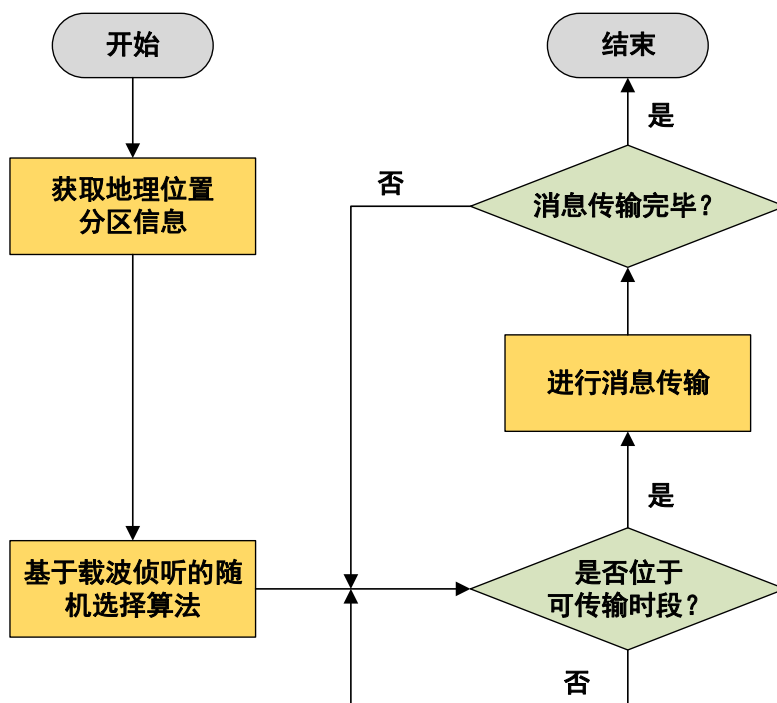 开始
获取地理位置
分区信息
基于载波侦听的随
机选择算法
结束
是
消息传输完毕？
否
进行消息传输
是
是否位于
可传输时段？
否